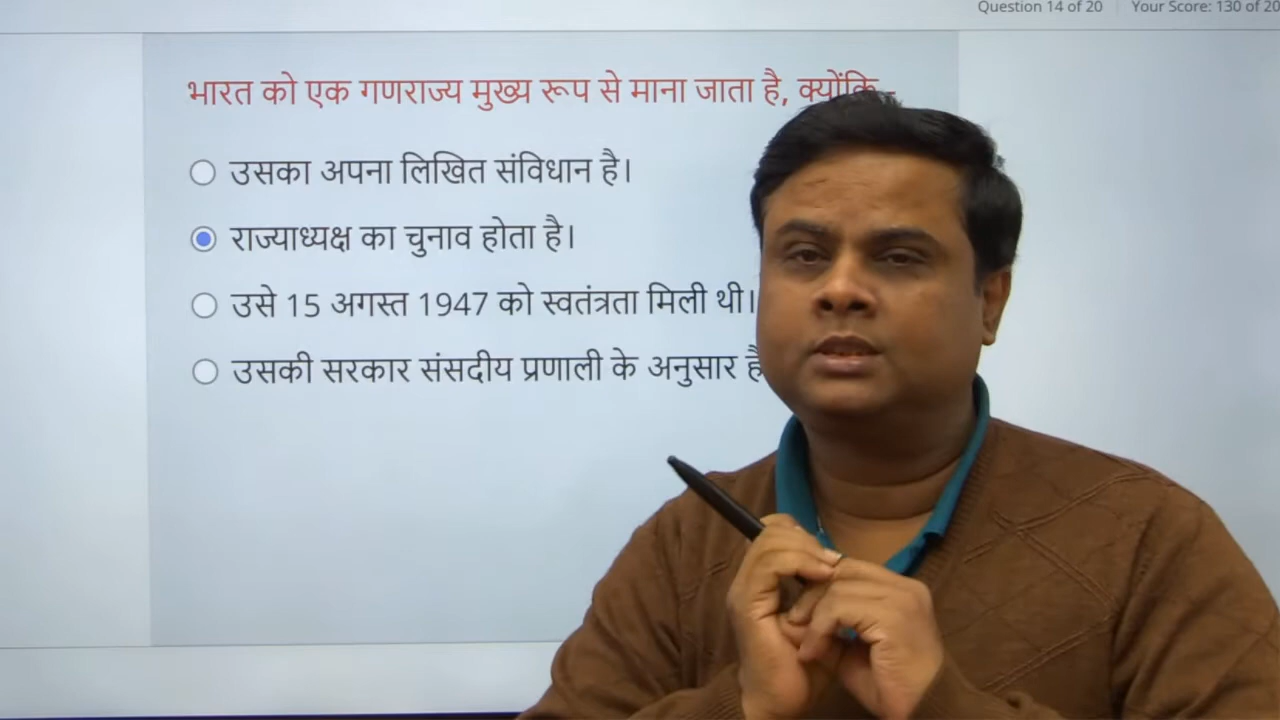 Question 14 of 20
Your Score: 130 of 20
भारत को एक गणराज्य मुख्य रूप से माना जाता है, क्योंकि-
उसका अपना लिखित संविधान है।
राज्याध्यक्ष का चुनाव होता है।
उसे 15 अगस्त 1947 को स्वतंत्रता मिली थी।
उसकी सरकार संसदीय प्रणाली के अनुसार है